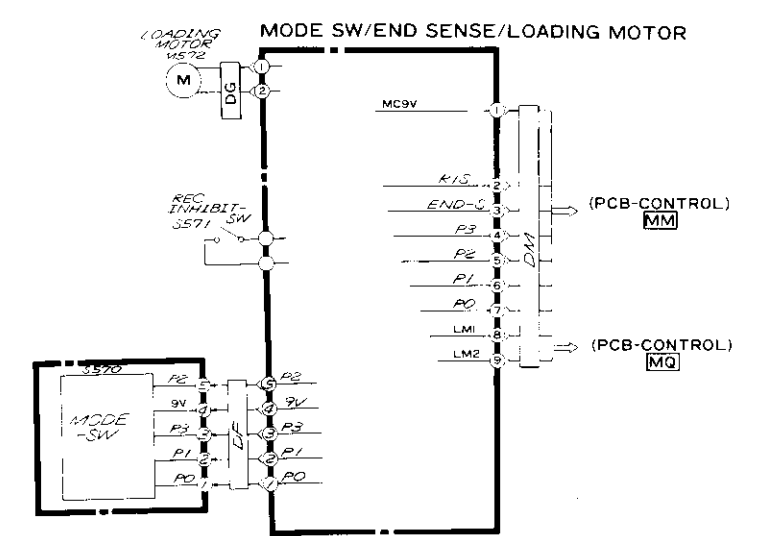 MODE SW/END SENSE/LOADING MOTOR
LOADING
MOTOR
M572
M
DG
1
2
REC
INHIBIT-
SW
S571
MC9V
1
2
3
END-S
P3
4
P2
5
P1
6
P0
7
LM1
8
LM2
9
DM
(PCB-CONTROL)
MM
(PCB-CONTROL)
MQ
S570
MODE
-SW
P2 5
9V 4
P3 3
P1 2
P0 1
DF
5 P2
4 9V
3 P3
2 P1
1 P0